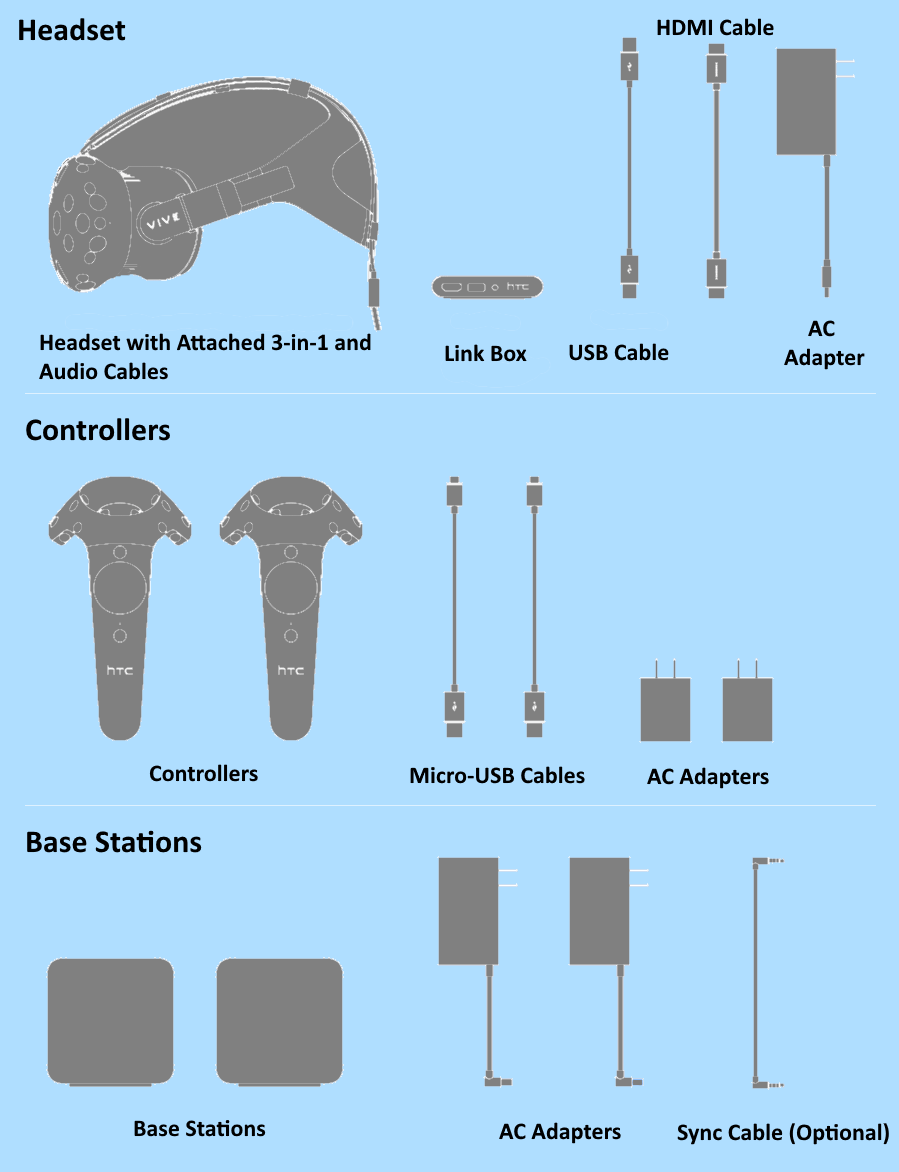 Headset
HDMI Cable
VIVE
hTC
Headset with Attached 3-in-1 and
Audio Cables
Link Box
USB Cable
AC
Adapter
Controllers
hTC
hTC
Controllers
Micro-USB Cables
AC Adapters
Base Stations
Base Stations
AC Adapters
Sync Cable (Optional)